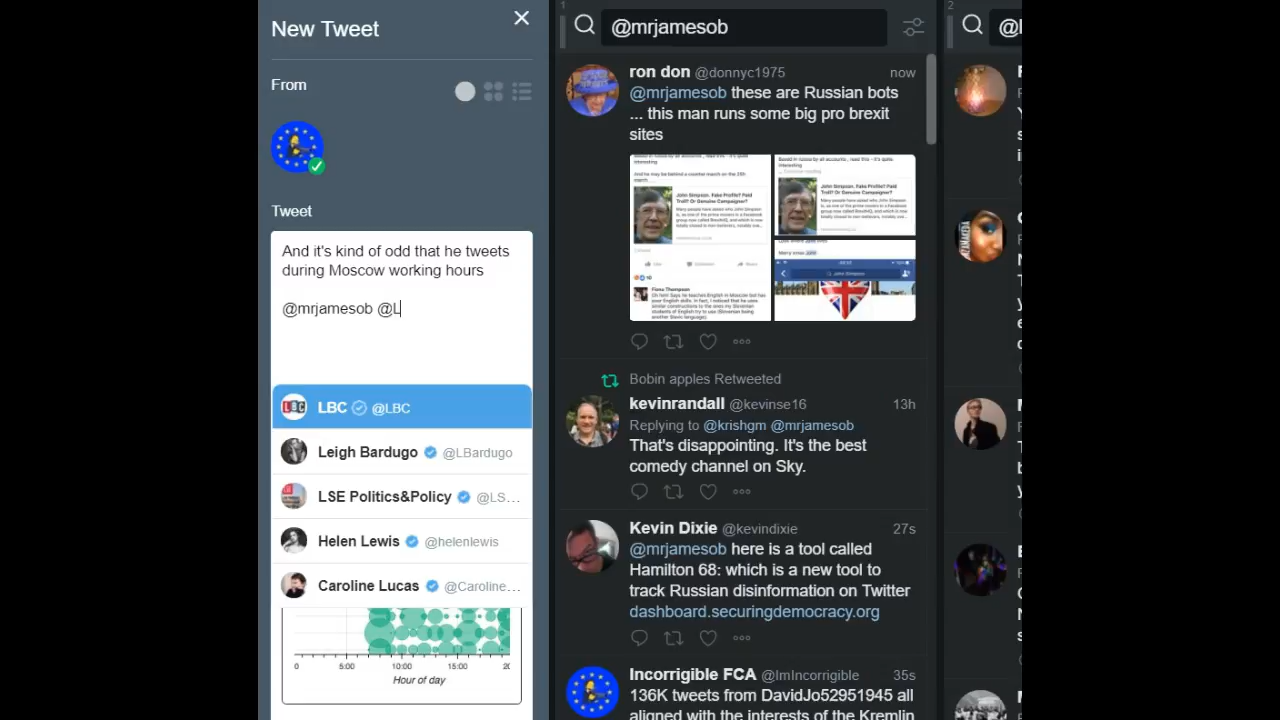 New Tweet
From
Tweet
And it's kind of odd that he tweets
during Moscow working hours
@mrjamesob @L
LBC @LBC
Leigh Bardugo @LBardugo
LSE Politics&Policy @LS...
Helen Lewis @helenlewis
Caroline Lucas @Caroline...
0 5:00 10:00 15:00
Hour of day
1
@mrjamesob
ron don @donnyc1975 now
@mrjamesob these are Russian bots
... this man runs some big pro brexit
sites
John Simpson. Fake Profile? Paid
Troll? Or Genuine Campaigner?
John Simpson. Fake Profile? Paid
Troll? Or Genuine Campaigner?
Fiona Thompson
John Simpson
Bobin apples Retweeted
kevinrandall @kevinse16 13h
Replying to @krishgm @mrjamesob
That's disappointing. It's the best
comedy channel on Sky.
Kevin Dixie @kevindixie 27s
@mrjamesob here is a tool called
Hamilton 68: which is a new tool to
track Russian disinformation on Twitter
dashboard.securingdemocracy.org
Incorrigible FCA @ImIncorrigible 35s
136K tweets from DavidJo52951945 all
aligned with the interests of the Kremlin
2